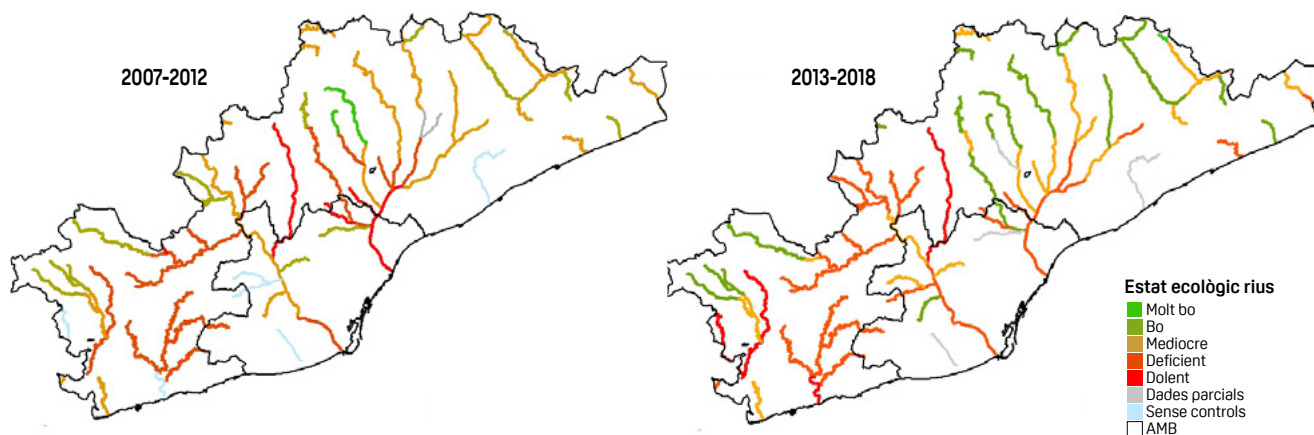 2007-2012
2013-2018
Estat ecològic rius
Molt bo
Bo
Mediocre
Deficient
Dolent
Dades parcials
Sense controls
AMB